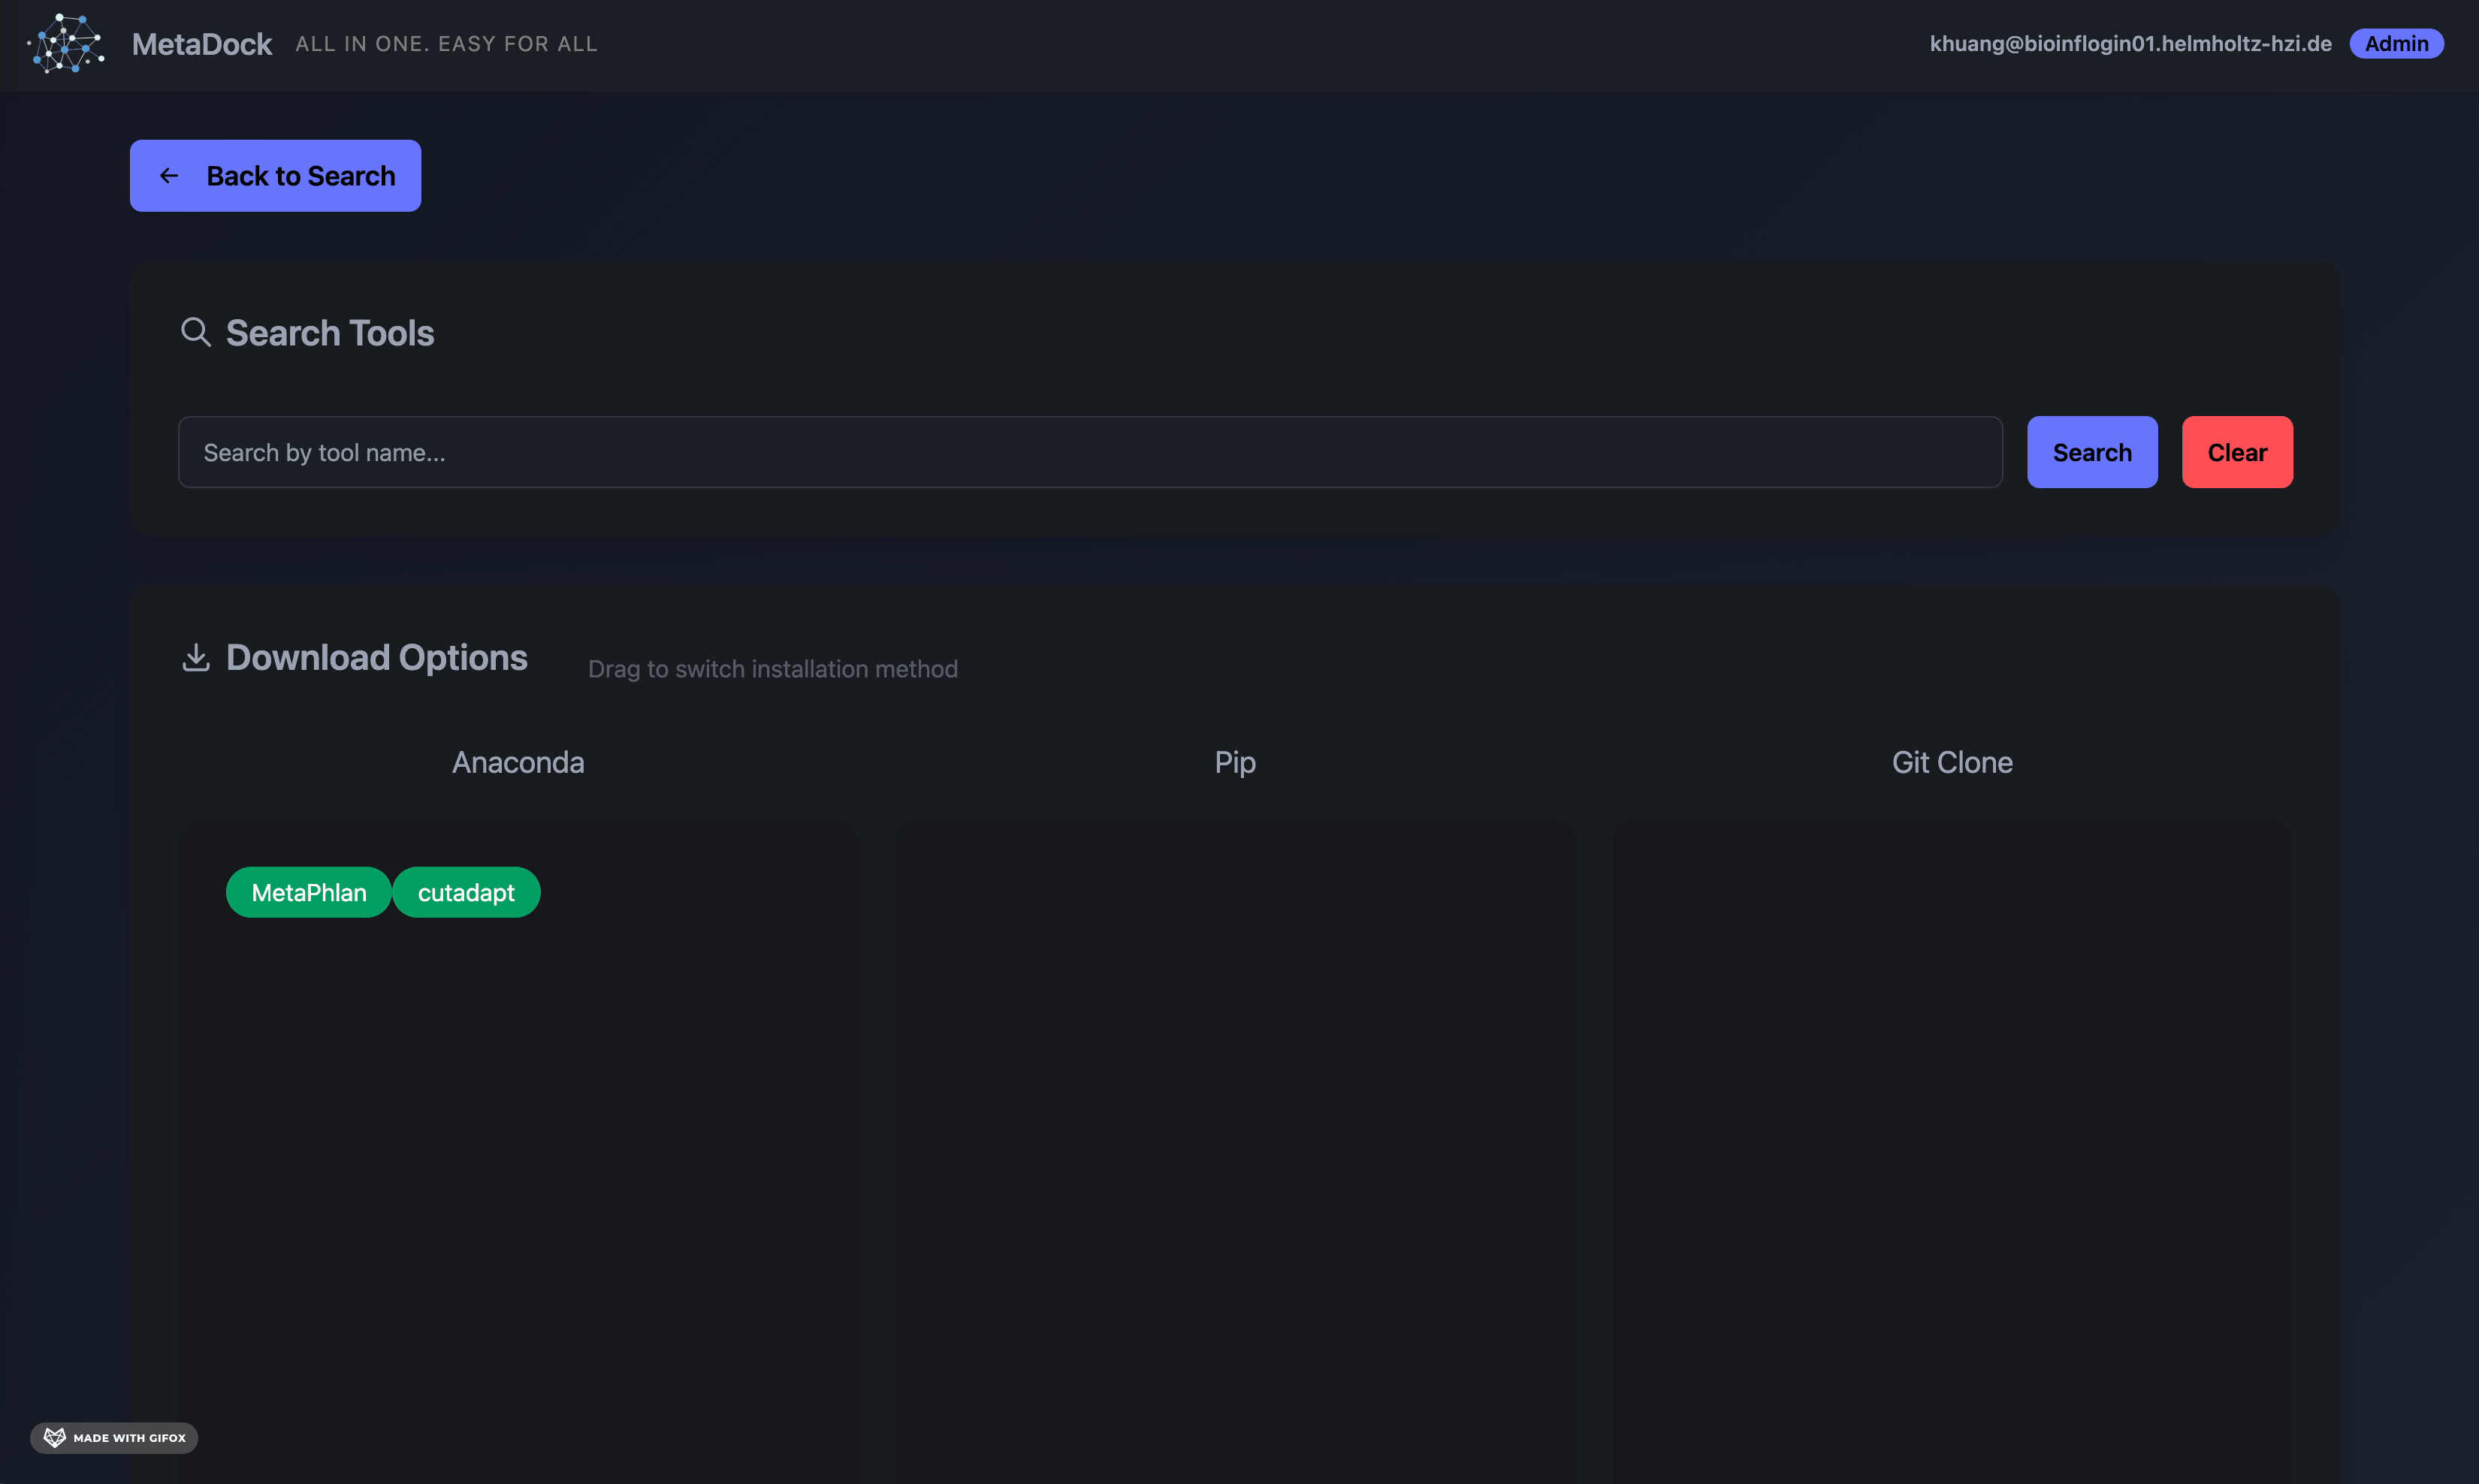 MetaDock ALL IN ONE. EASY FOR ALL
khuang@bioinflogin01.helmholtz-hzi.de Admin
← Back to Search
Search Tools
Search by tool name...
Search
Clear
Download Options
Drag to switch installation method
Anaconda
Pip
Git Clone
MetaPhlan
cutadapt
MADE WITH GIFOX